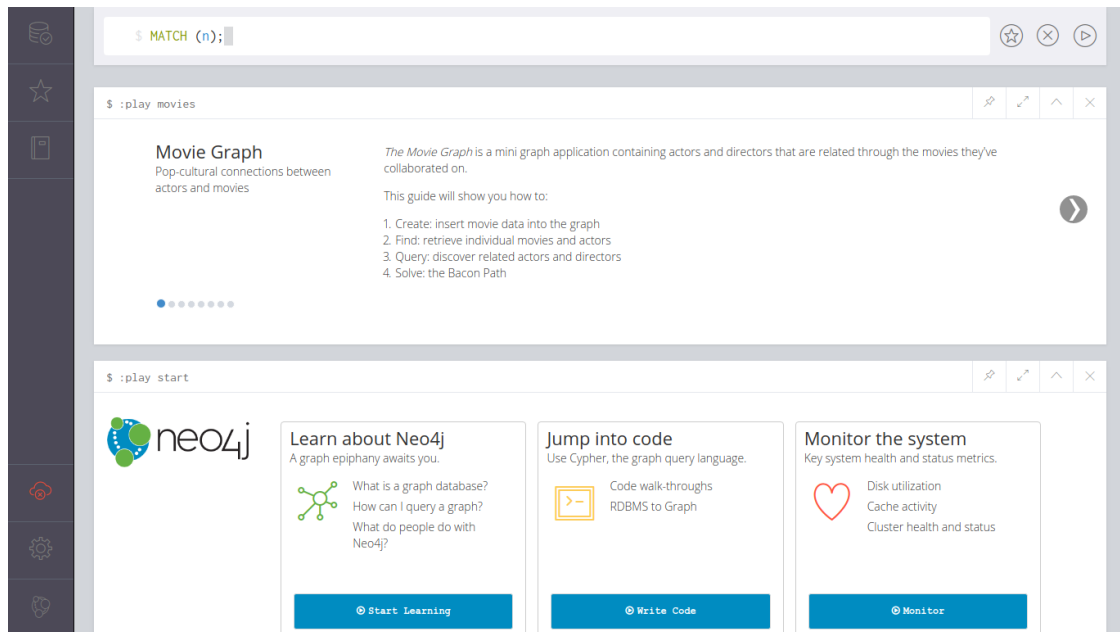 $ MATCH (n);
$ :play movies
Movie Graph
Pop-cultural connections between
actors and movies
The Movie Graph is a mini graph application containing actors and directors that are related through the movies they've
collaborated on.
This guide will show you how to:
1. Create: insert movie data into the graph
2. Find: retrieve individual movies and actors
3. Query: discover related actors and directors
4. Solve: the Bacon Path
$ :play start
neo4j
Learn about Neo4j
A graph epiphany awaits you.
What is a graph database?
How can I query a graph?
What do people do with
Neo4j?
Start Learning
Jump into code
Use Cypher, the graph query language.
Code walk-throughs
RDBMS to Graph
Write Code
Monitor the system
Key system health and status metrics.
Disk utilization
Cache activity
Cluster health and status
Monitor